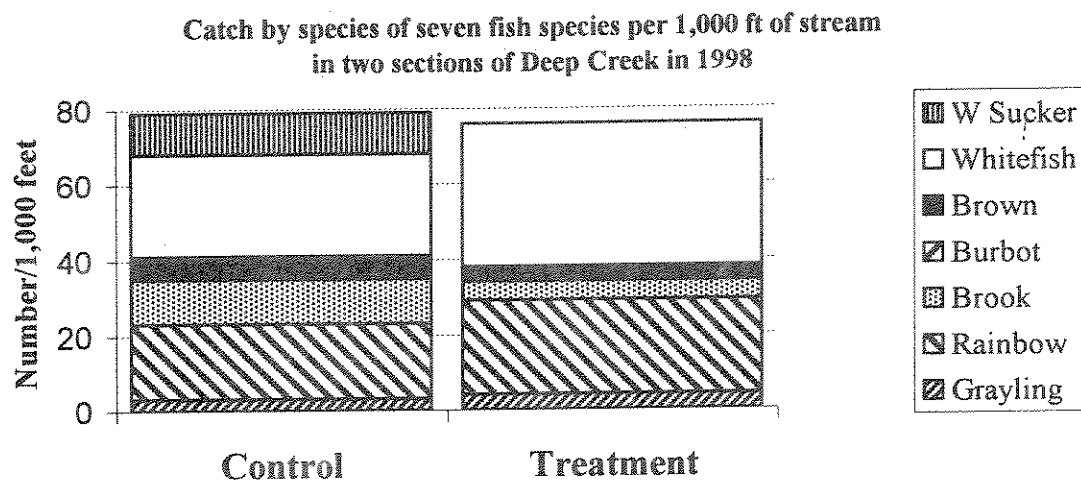 Catch by species of seven fish species per 1,000 ft of stream
in two sections of Deep Creek in 1998
Number/1,000 feet
80
60
40
20
0
Control
Treatment
W Sucker
Whitefish
Brown
Burbot
Brook
Rainbow
Grayling